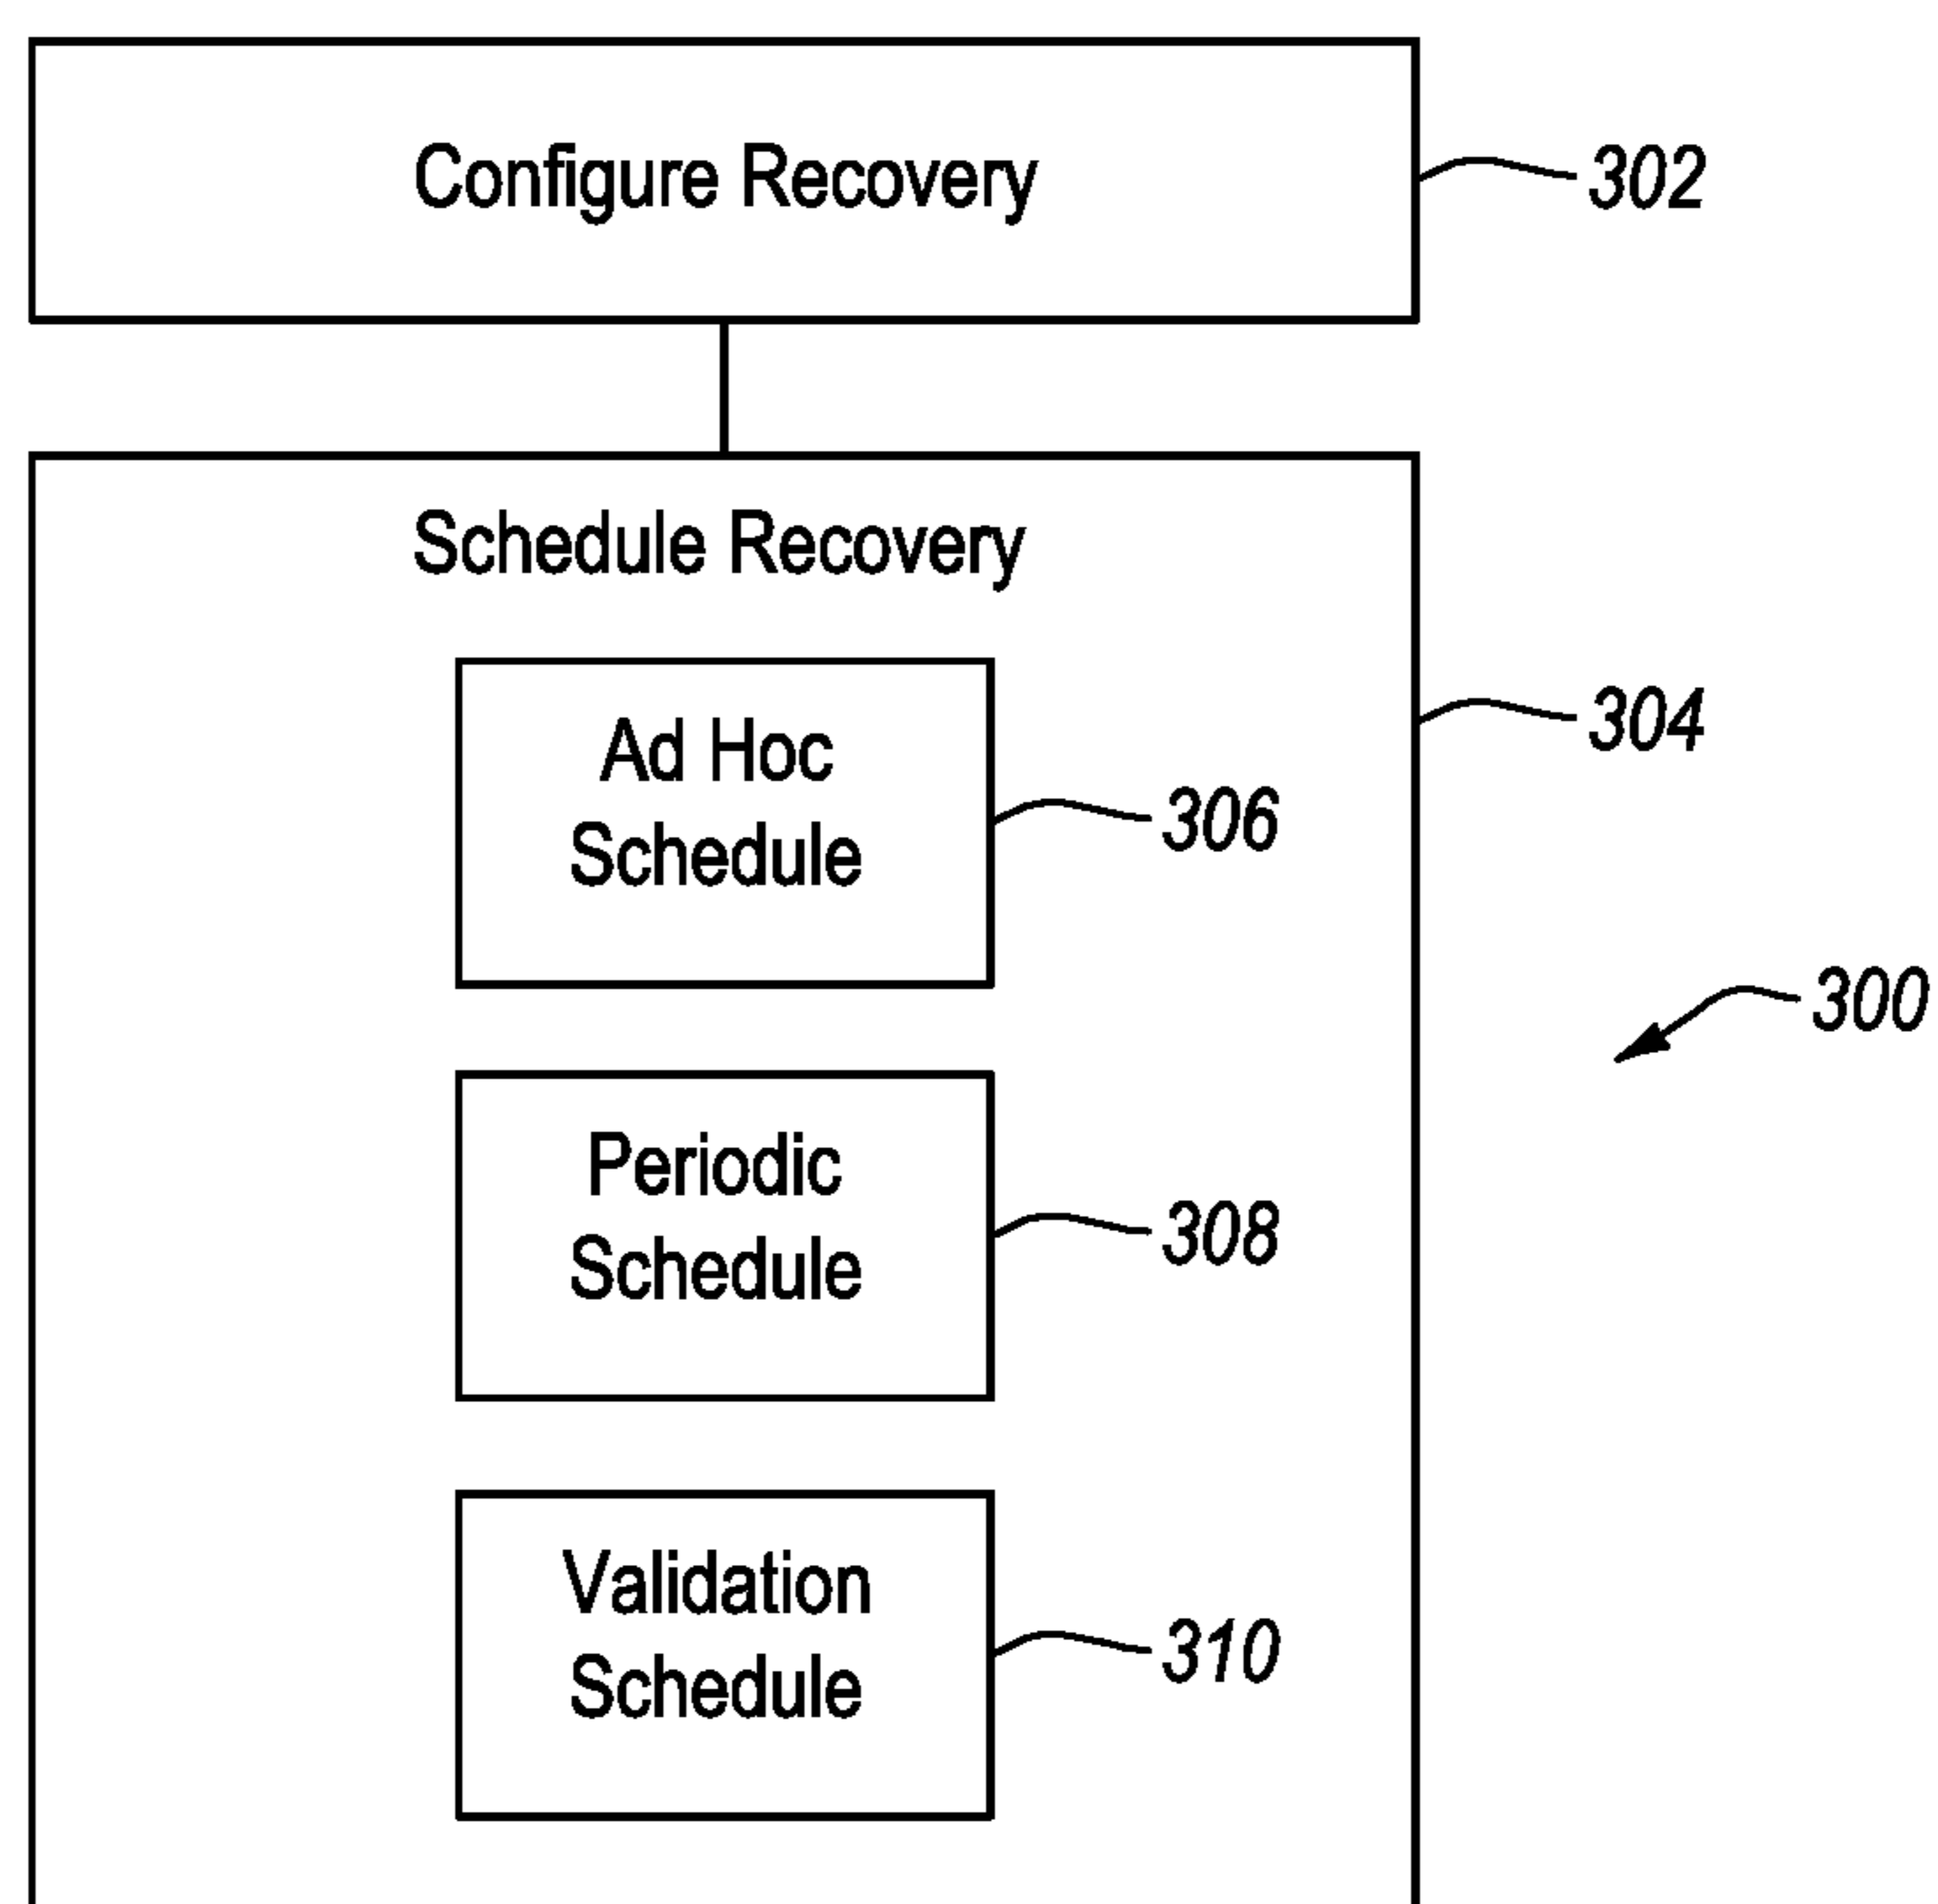 Configure Recovery
302
Schedule Recovery
304
Ad Hoc
Schedule
306
300
Periodic
Schedule
308
Validation
Schedule
310